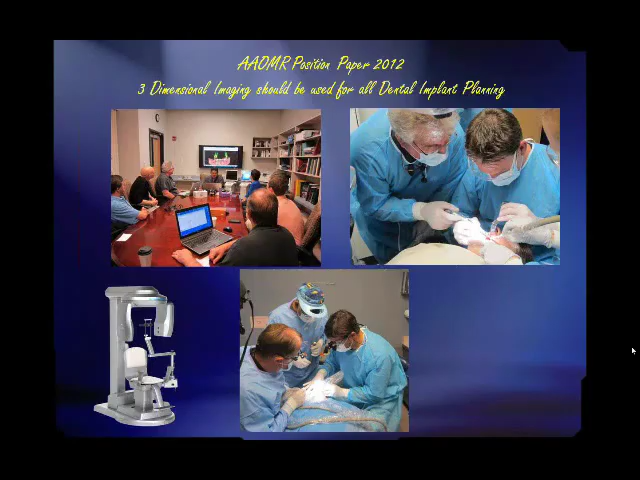 AAOMR Position Paper 2012
3 Dimensional Imaging should be used for all Dental Implant Planning